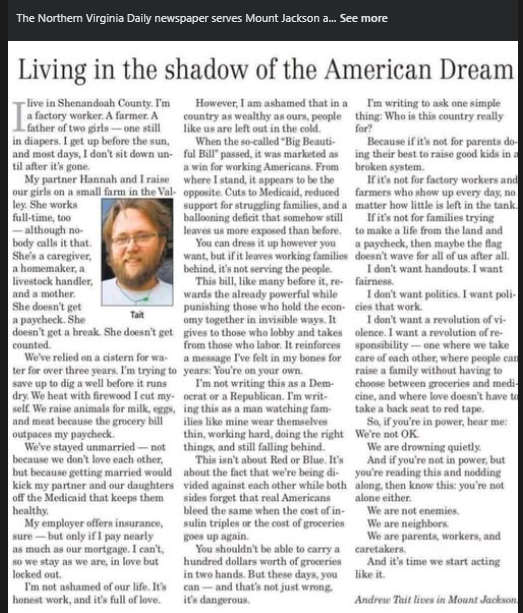 The Northern Virginia Daily newspaper serves Mount Jackson a... See more
Living in the shadow of the American Dream
I live in Shenandoah County. I'm
a factory worker. A farmer. A
father of two girls — one still
in diapers. I get up before the sun,
and most days, I don't sit down un-
til after it's gone.
My partner Hannah and I raise
our girls on a small farm in the Val-
ley. She works
full-time, too
— although no-
body calls it that.
She's a caregiver,
a homemaker, a
livestock handler,
and a mother.
She doesn't get
a paycheck. She
Tait
doesn't get a break. She doesn't get
counted.
We've relied on a cistern for wa-
ter for over three years. I'm trying to
save up to dig a well before it runs
dry. We heat with firewood I cut my-
self. We raise animals for milk, eggs,
and meat because the grocery bill
outpaces my paycheck.
We've stayed unmarried — not
because we don't love each other,
but because getting married would
kick my partner and our daughters
off the Medicaid that keeps them
healthy.
My employer offers insurance,
sure — but only if I pay nearly
as much as our mortgage. I can't,
so we stay as we are, in love but
locked out.
I'm not ashamed of our life. It's
honest work, and it's full of love.
However, I am ashamed that in a
country as wealthy as ours, people
like us are left out in the cold.
When the so-called "Big Beauti-
ful Bill" passed, it was marketed as
a win for working Americans. From
where I stand, it appears to be the
opposite. Cuts to Medicaid, reduced
support for struggling families, and a
ballooning deficit that somehow still
leaves us more exposed than before.
You can dress it up however you
want, but if it leaves working families
behind, it's not serving the people.
This bill, like many before it, re-
wards the already powerful while
punishing those who hold the econ-
omy together in invisible ways. It
gives to those who lobby and takes
from those who labor. It reinforces
a message I've felt in my bones for
years: You're on your own.
I'm not writing this as a Dem-
ocrat or a Republican. I'm writ-
ing this as a man watching fam-
ilies like mine wear themselves
thin, working hard, doing the right
things, and still falling behind.
This isn't about Red or Blue. It's
about the fact that we're being di-
vided against each other while both
sides forget that real Americans
bleed the same when the cost of in-
sulin triples or the cost of groceries
goes up again.
You shouldn't be able to carry a
hundred dollars worth of groceries
in two hands. But these days, you
can — and that's not just wrong,
it's dangerous.
I'm writing to ask one simple
thing: Who is this country really
for?
Because if it's not for parents do-
ing their best to raise good kids in a
broken system.
If it's not for factory workers and
farmers who show up every day, no
matter how little is left in the tank.
If it's not for families trying
to make a life from the land and
a paycheck, then maybe the flag
doesn't wave for all of us after all.
I don't want handouts. I want
fairness.
I don't want politics. I want poli-
cies that work.
I don't want a revolution of vi-
olence. I want a revolution of re-
sponsibility — one where we take
care of each other, where people can
raise a family without having to
choose between groceries and medi-
cine, and where love doesn't have to
take a back seat to red tape.
So, if you're in power, hear me:
We're not OK.
We are drowning quietly.
And if you're not in power, but
you're reading this and nodding
along, then know this: you're not
alone either.
We are not enemies.
We are neighbors.
We are parents, workers, and
caretakers.
And it's time we start acting
like it.
Andrew Tait lives in Mount Jackson.